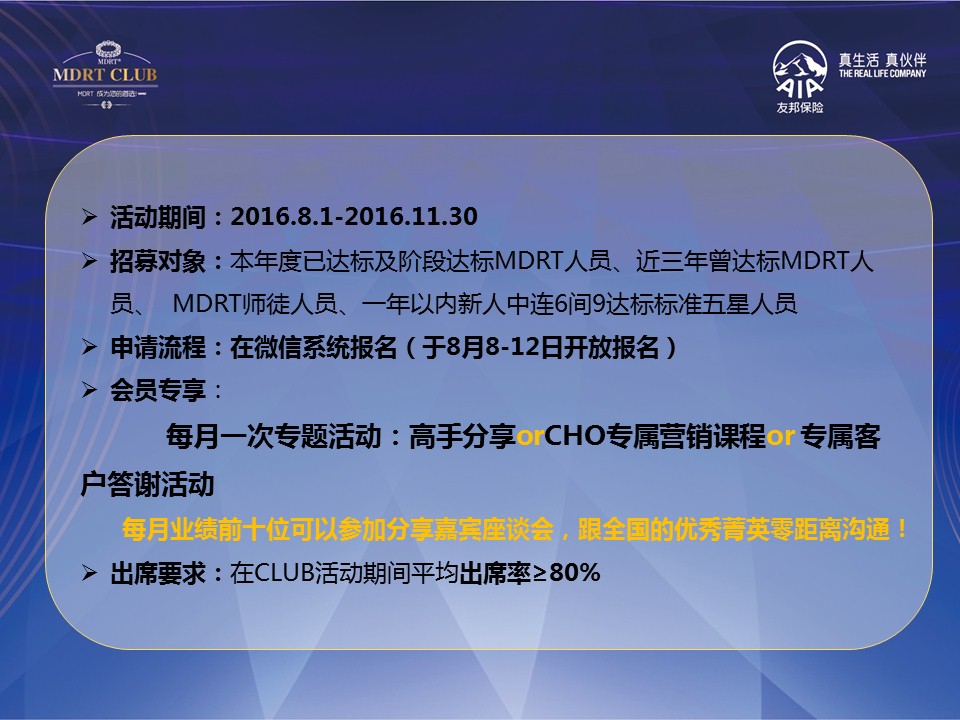 MDRT
MDRT CLUB
MDRT 成为您的首选!
AIA
友邦保险
真生活 真伙伴
THE REAL LIFE COMPANY
➢ 活动期间：2016.8.1-2016.11.30
➢ 招募对象：本年度已达标及阶段达标MDRT人员、近三年曾达标MDRT人
员、 MDRT师徒人员、一年以内新人中连6间9达标标准五星人员
➢ 申请流程：在微信系统报名（于8月8-12日开放报名）
➢ 会员专享：
每月一次专题活动：高手分享orCHO专属营销课程or 专属客
户答谢活动
每月业绩前十位可以参加分享嘉宾座谈会，跟全国的优秀菁英零距离沟通！
➢ 出席要求：在CLUB活动期间平均出席率≥80%